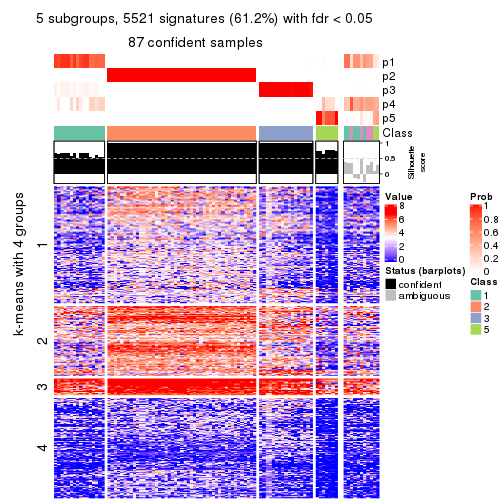 5 subgroups, 5521 signatures (61.2%) with fdr < 0.05
87 confident samples
p1
p2
p3
p4
p5
Class
1
0.5
0
Silhouette
score
k-means with 4 groups
1
2
3
4
Value
8
6
4
2
0
Status (barplots)
confident
ambiguous
Prob
1
0.8
0.6
0.4
0.2
0
Class
1
2
3
5